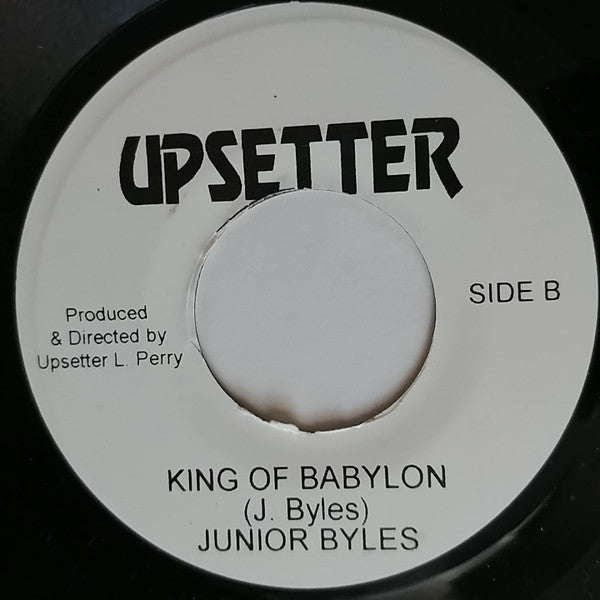 UPSETTER
SIDE B
Produced
& Directed by
Upsetter L. Perry
KING OF BABYLON
(J. Byles)
JUNIOR BYLES